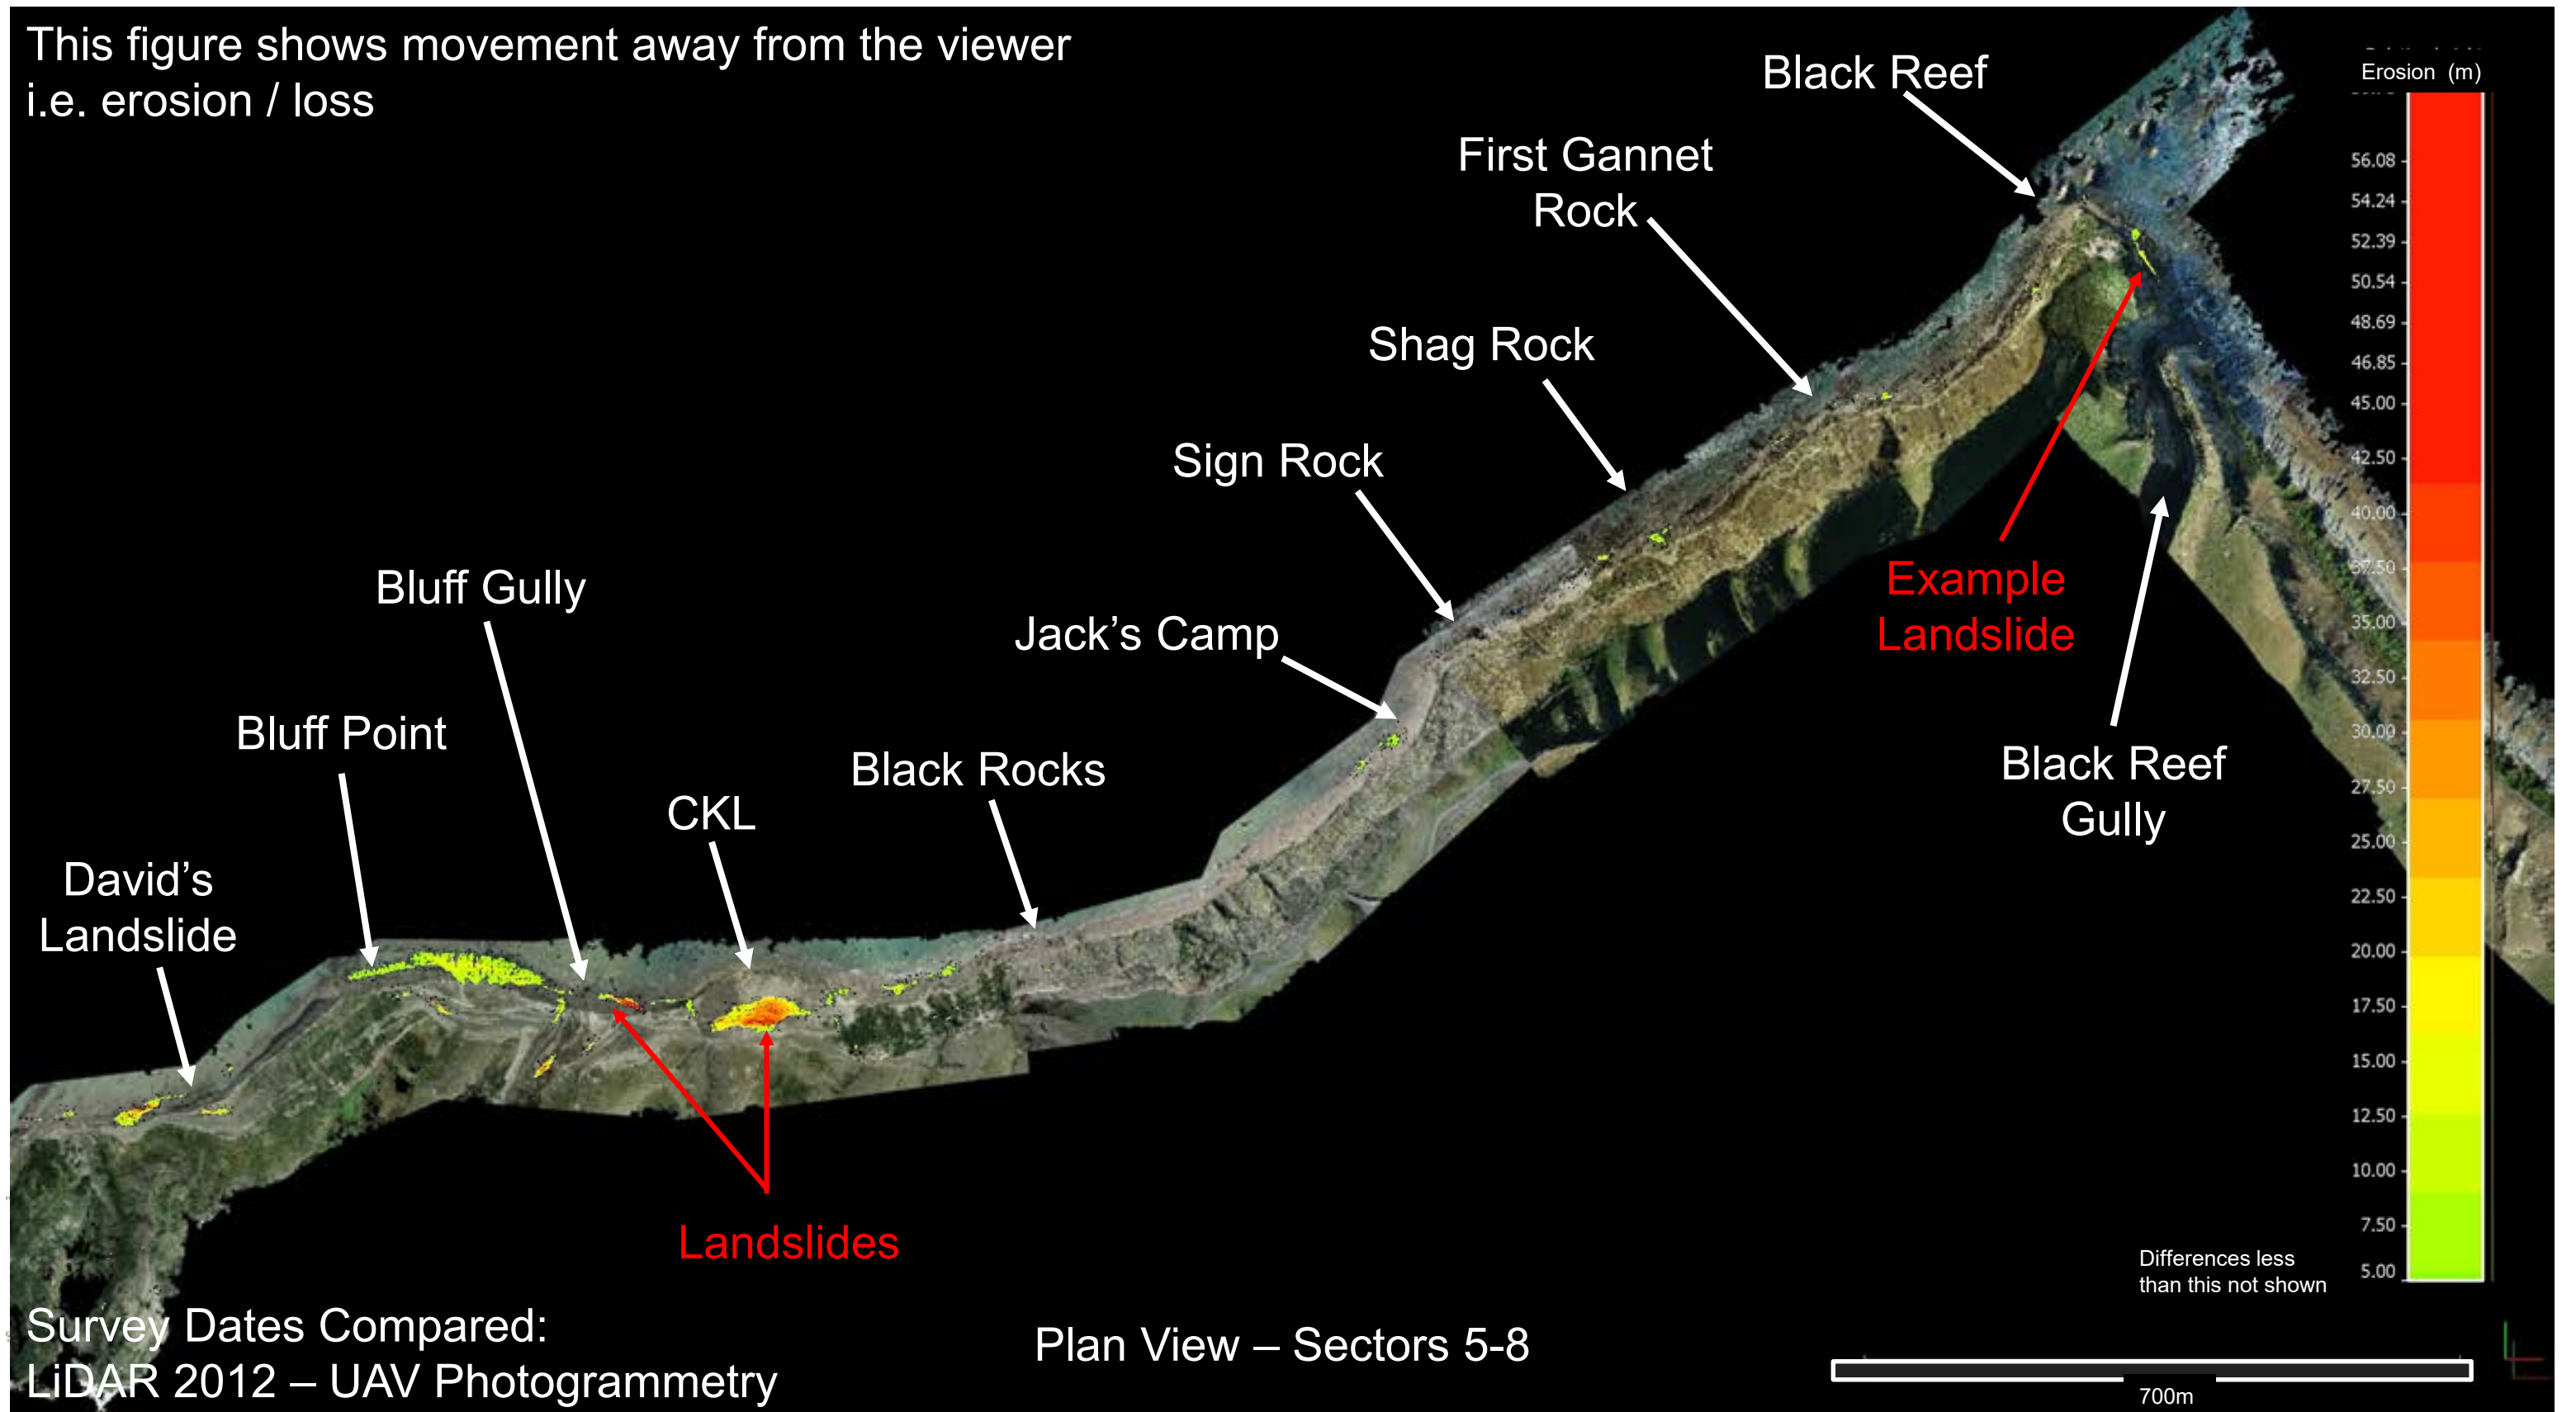 This figure shows movement away from the viewer
i.e. erosion / loss
Black Reef
First Gannet
Rock
Shag Rock
Sign Rock
Jack’s Camp
Bluff Gully
Bluff Point
CKL
Black Rocks
David’s
Landslide
Example
Landslide
Black Reef
Gully
Landslides
Erosion (m)
56.08
54.24
52.39
50.54
48.69
46.85
45.00
42.50
40.00
37.50
35.00
32.50
30.00
27.50
25.00
22.50
20.00
17.50
15.00
12.50
10.00
7.50
5.00
Differences less
than this not shown
Survey Dates Compared:
LiDAR 2012 – UAV Photogrammetry
Plan View – Sectors 5-8
700m